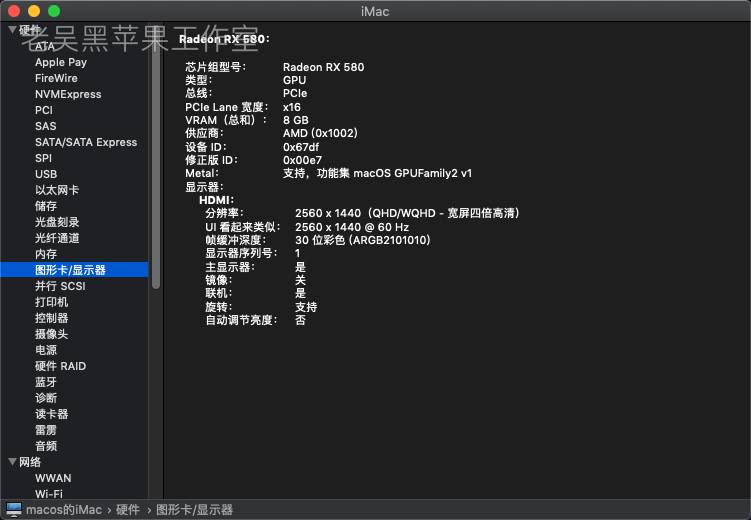 iMac
老吴黑苹果工作室
硬件
ATA
Apple Pay
FireWire
NVMExpress
PCI
SAS
SATA/SATA Express
SPI
USB
以太网卡
储存
光盘刻录
光纤通道
内存
图形卡/显示器
并行 SCSI
打印机
控制器
摄像头
电源
硬件 RAID
蓝牙
诊断
读卡器
雷雳
音频
网络
WWAN
Wi-Fi
Radeon RX 580：
芯片组型号： Radeon RX 580
类型： GPU
总线： PCIe
PCIe Lane 宽度： x16
VRAM（总和）： 8 GB
供应商： AMD (0x1002)
设备 ID： 0x67df
修正版 ID： 0x00e7
Metal： 支持，功能集 macOS GPUFamily2 v1
显示器：
HDMI：
分辨率： 2560 x 1440（QHD/WQHD - 宽屏四倍高清）
UI 看起来类似： 2560 x 1440 @ 60 Hz
帧缓冲深度： 30 位彩色 (ARGB2101010)
显示器序列号： 1
主显示器： 是
镜像： 关
联机： 是
旋转： 支持
自动调节亮度： 否
macos的iMac › 硬件 › 图形卡/显示器